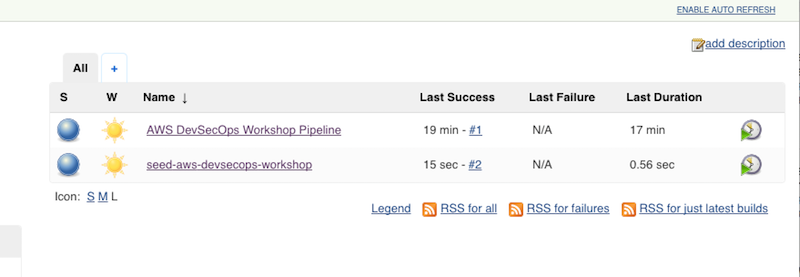 ENABLE AUTO REFRESH
add description
All +
S W Name ↓ Last Success Last Failure Last Duration
AWS DevSecOps Workshop Pipeline 19 min - #1 N/A 17 min
seed-aws-devsecops-workshop 15 sec - #2 N/A 0.56 sec
Icon: S M L
Legend RSS for all RSS for failures RSS for just latest builds